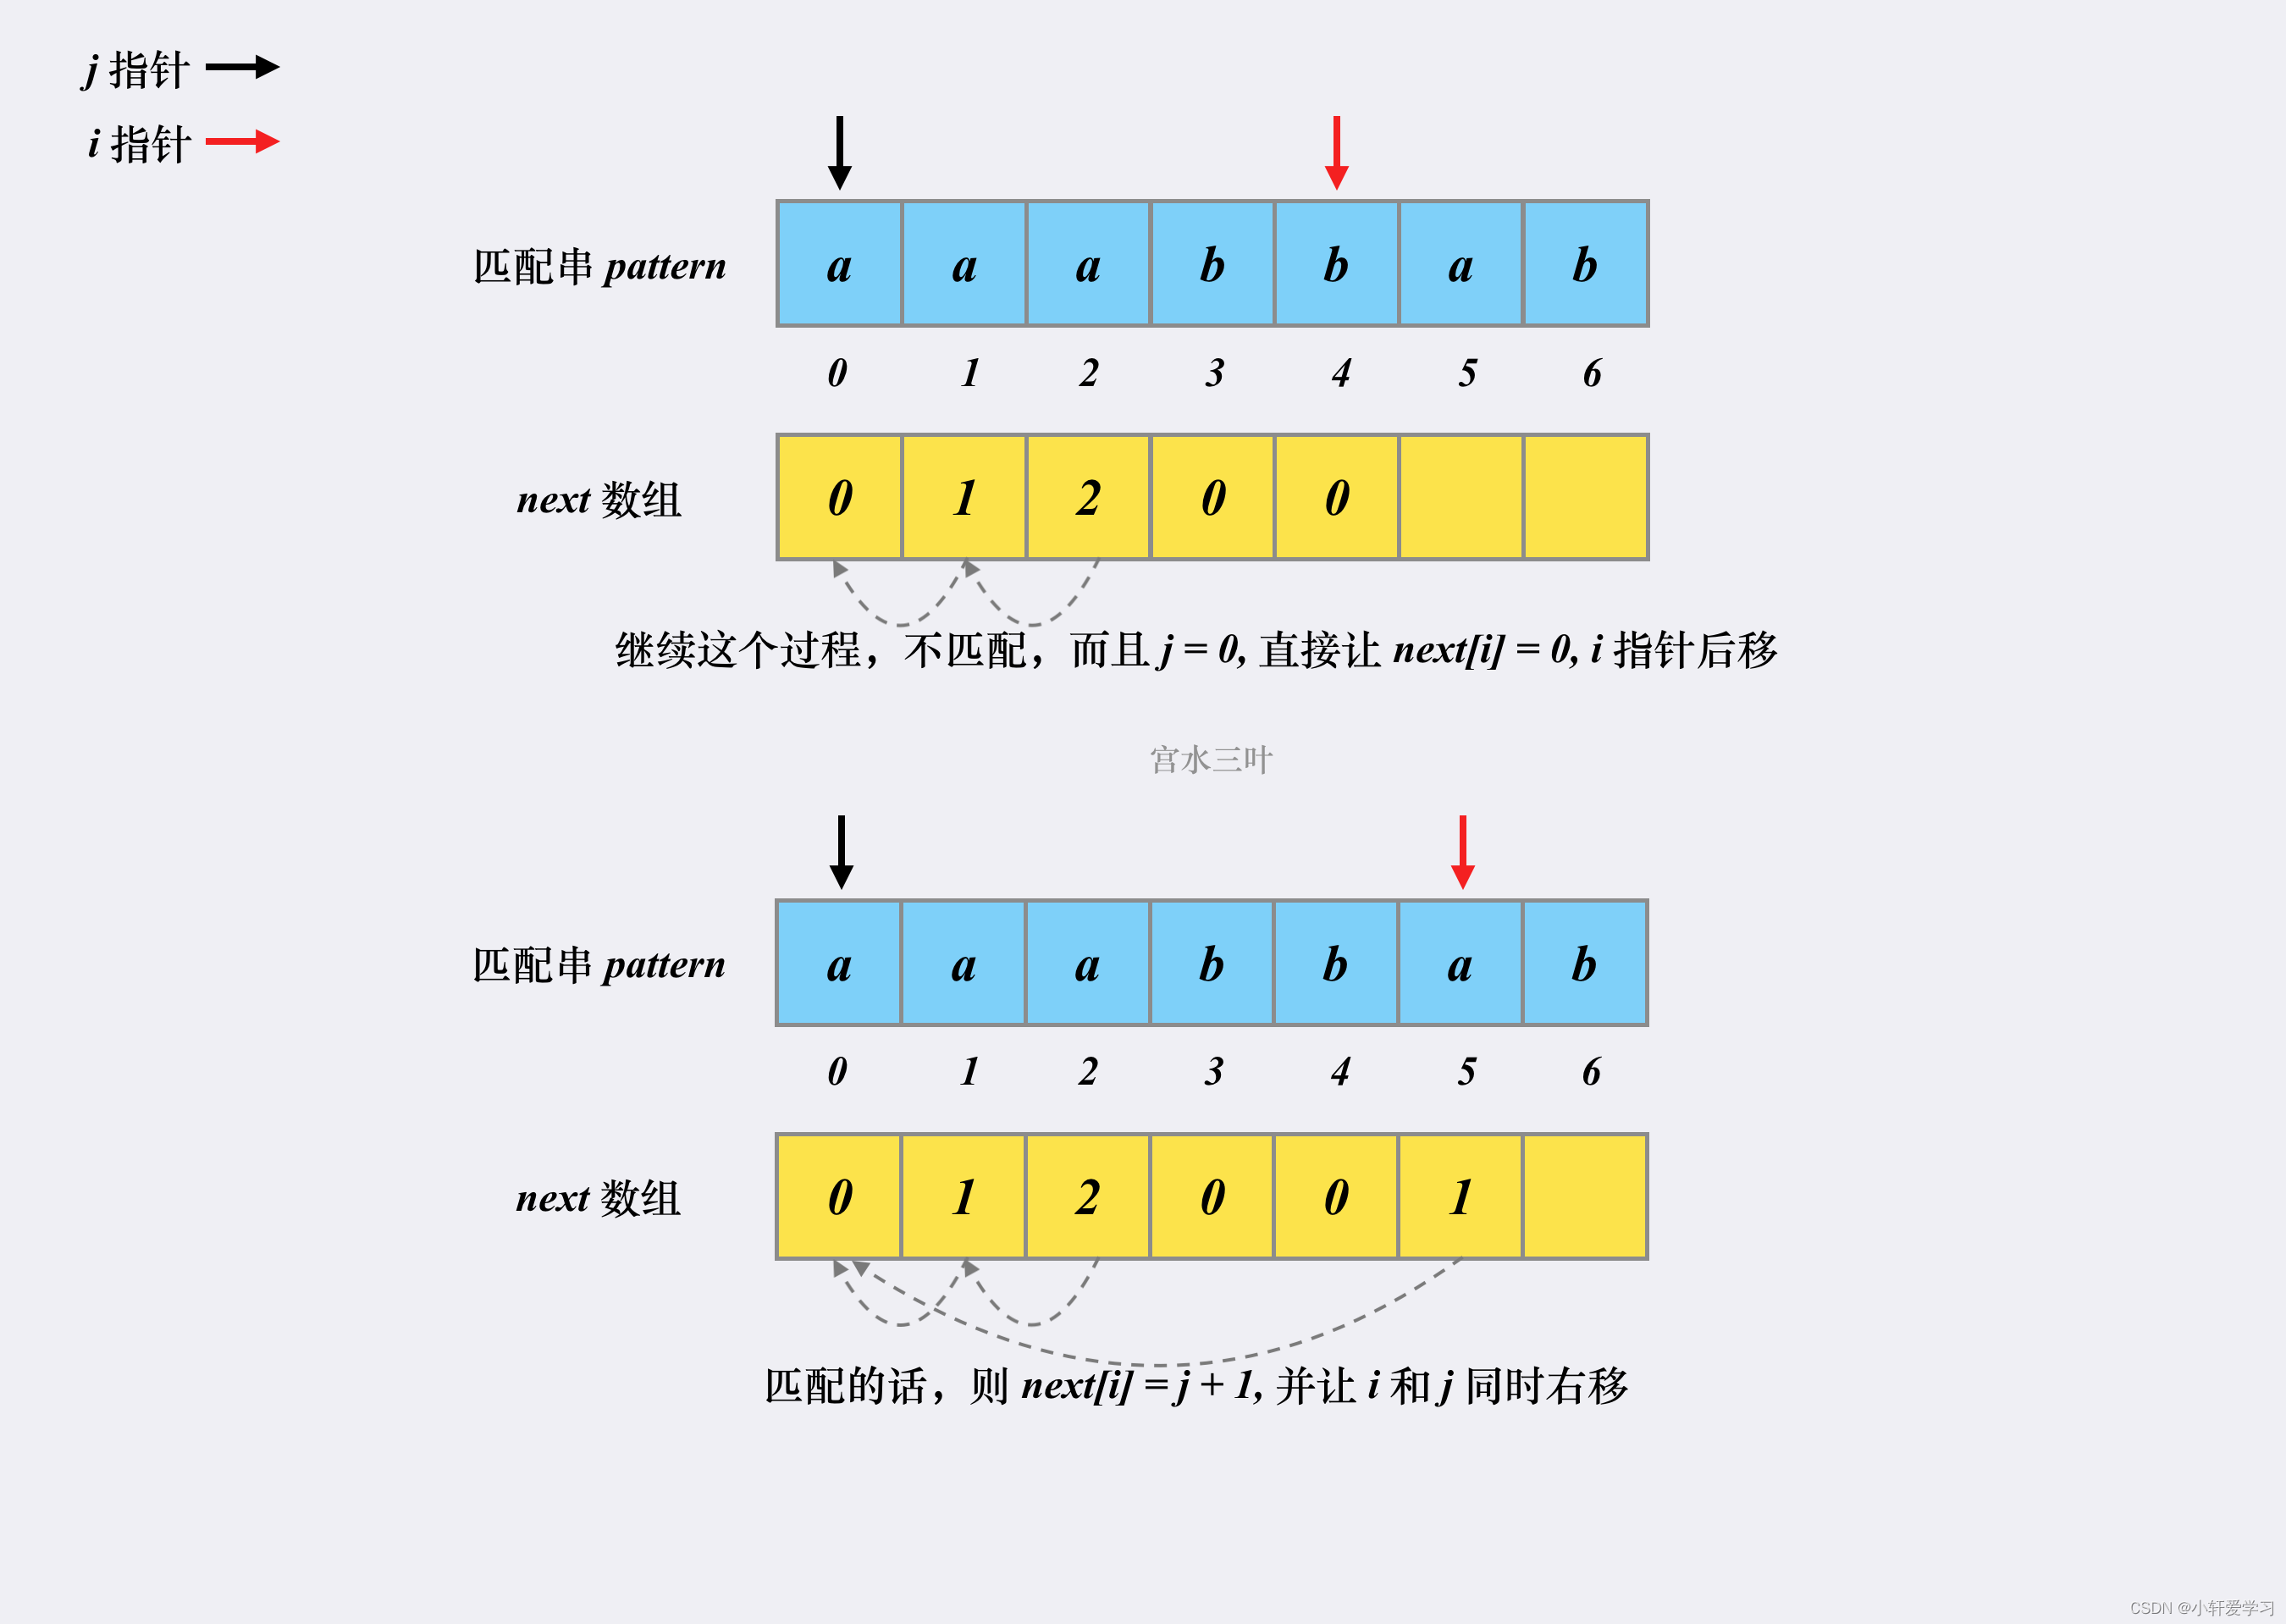 j 指针
i 指针
匹配串 pattern
a a a b b a b
0 1 2 3 4 5 6
next 数组
0 1 2 0 0
继续这个过程，不匹配，而且 j = 0, 直接让 next[i] = 0, i 指针后移
宫水三叶
匹配串 pattern
a a a b b a b
0 1 2 3 4 5 6
next 数组
0 1 2 0 0 1
匹配的话，则 next[i] = j + 1, 并让 i 和 j 同时右移
CSDN @小轩爱学习